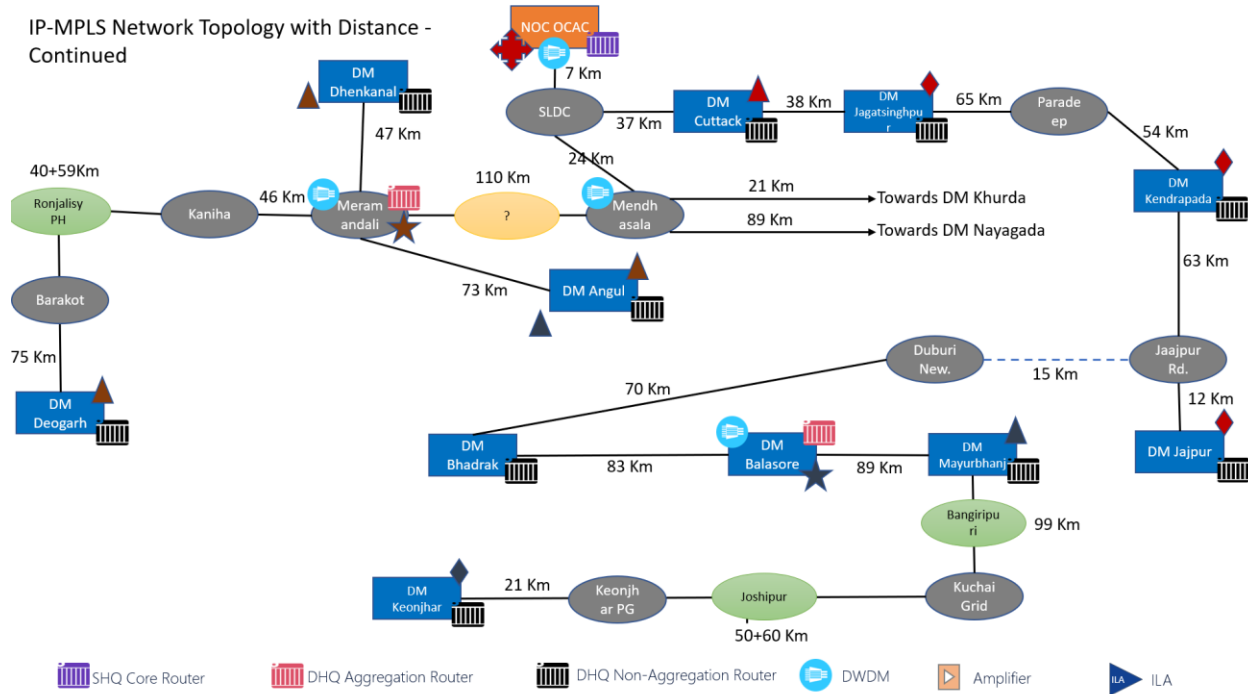 IP-MPLS Network Topology with Distance -
Continued
NOC OCAC
7 Km
DM
Dhenkanal
47 Km
SLDC
37 Km
DM
Cuttack
38 Km
DM
Jagatsinghpu
r
65 Km
Parade
ep
54 Km
24 Km
40+59Km
Ronjalisy
PH
Kaniha
46 Km
Meram
andali
110 Km
?
Mendh
asala
21 Km
Towards DM Khurda
89 Km
Towards DM Nayagada
DM
Kendrapada
63 Km
73 Km
DM Angul
Barakot
75 Km
DM
Deogarh
Duburi
New.
15 Km
Jaajpur
Rd.
70 Km
12 Km
DM Jajpur
DM
Bhadrak
83 Km
DM
Balasore
89 Km
DM
Mayurbhanj
Bangiripu
ri
99 Km
DM
Keonjhar
21 Km
Keonjh
ar PG
Joshipur
50+60 Km
Kuchai
Grid
SHQ Core Router
DHQ Aggregation Router
DHQ Non-Aggregation Router
DWDM
Amplifier
ILA
ILA